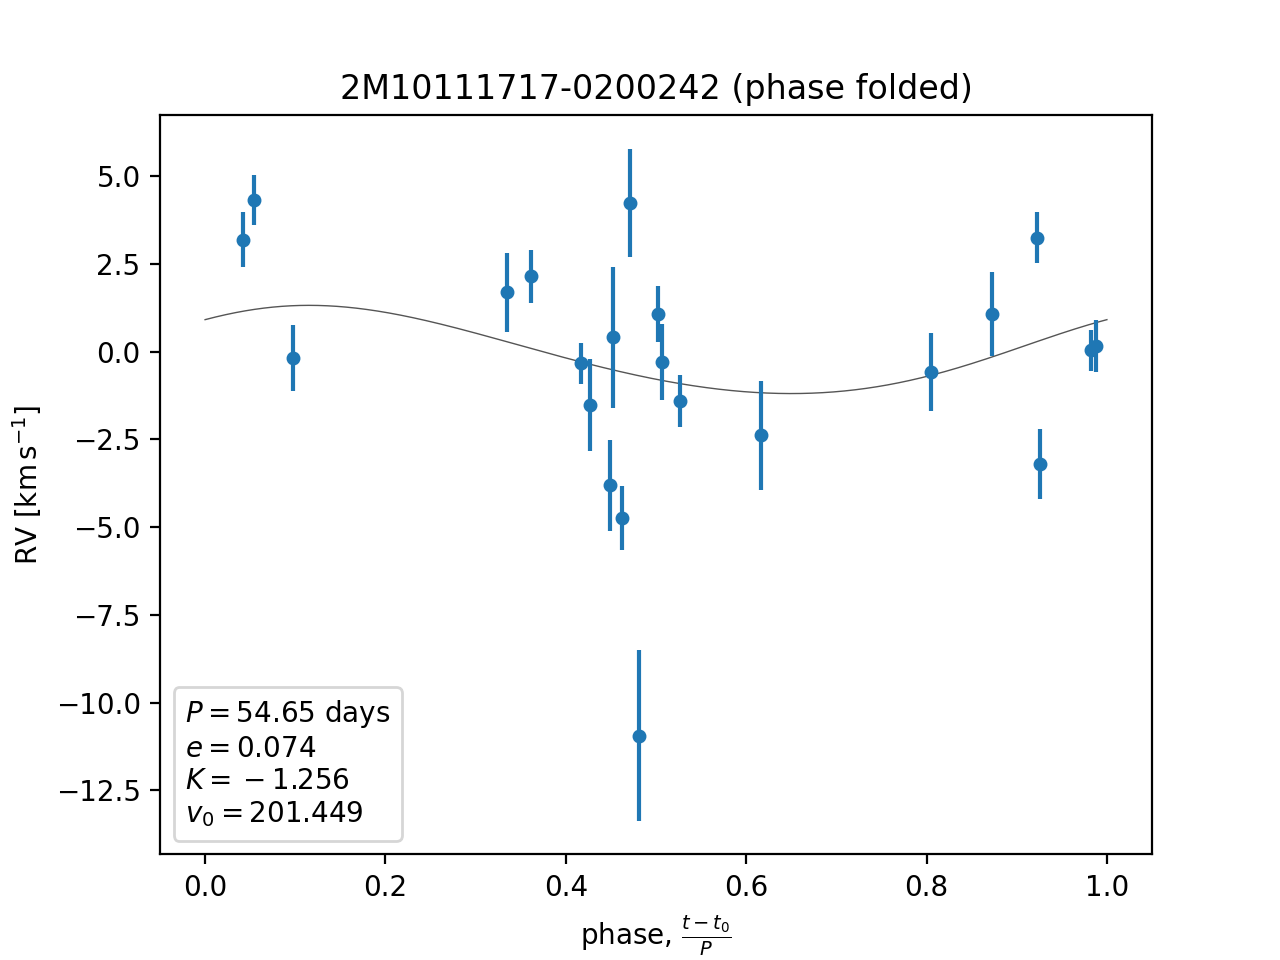 2M10111717-0200242 (phase folded)
5.0
2.5
0.0
−2.5
−5.0
−7.5
−10.0
−12.5
RV [km s⁻¹]
P = 54.65 days
e = 0.074
K = −1.256
v₀ = 201.449
0.0 0.2 0.4 0.6 0.8 1.0
phase, (t − t₀)/P